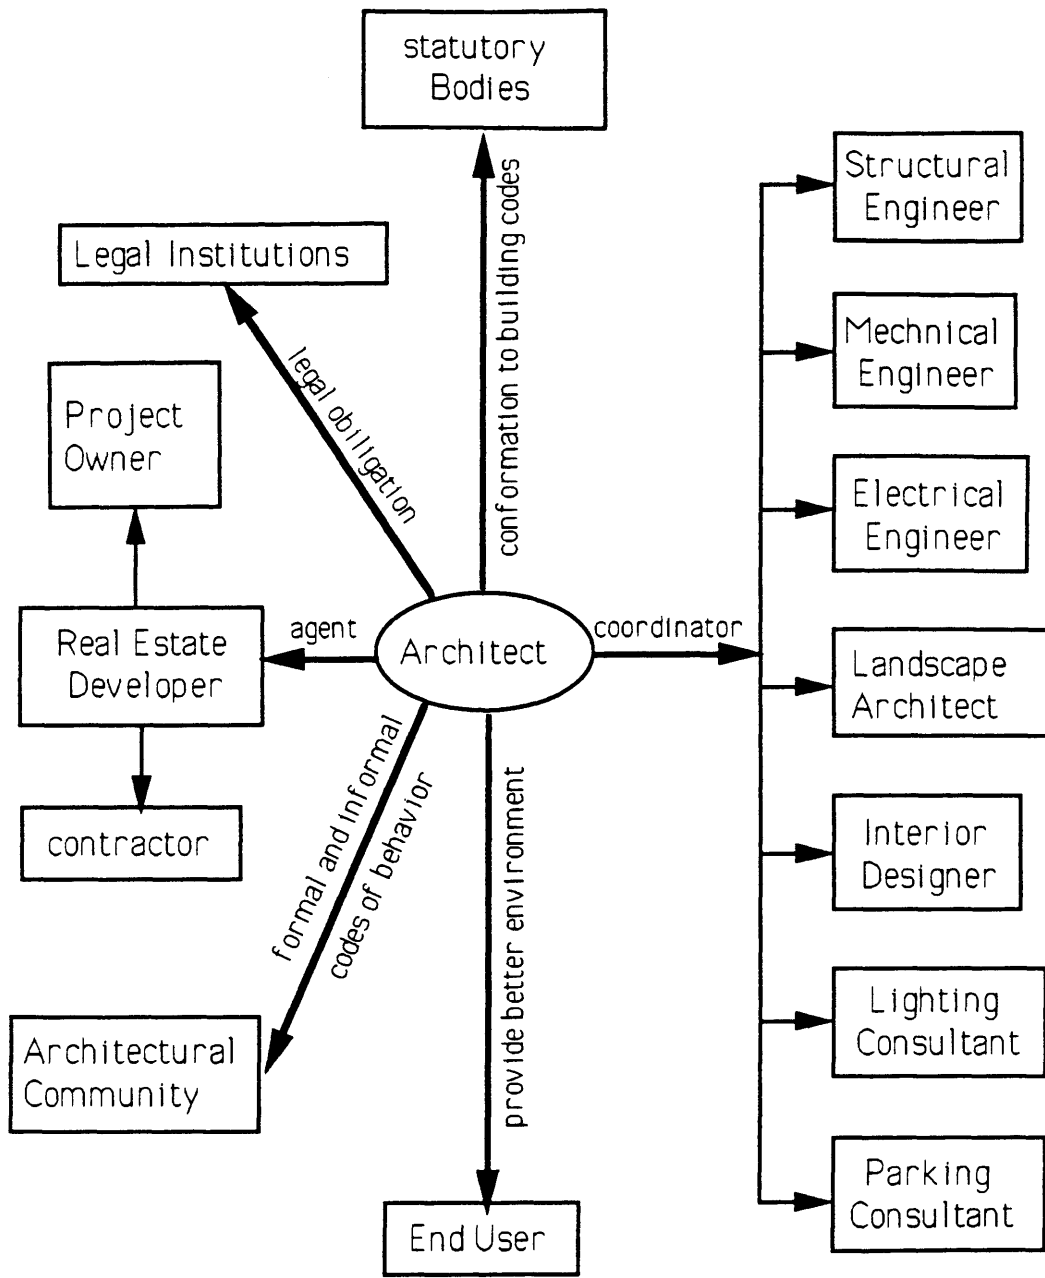 statutory
Bodies
Structural
Engineer
Legal Institutions
conformation to building codes
Mechnical
Engineer
legal obiligation
Project
Owner
Electrical
Engineer
Real Estate
Developer
agent
Architect
coordinator
Landscape
Architect
contractor
formal and informal
codes of behavior
provide better environment
Interior
Designer
Architectural
Community
Lighting
Consultant
Parking
Consultant
End User